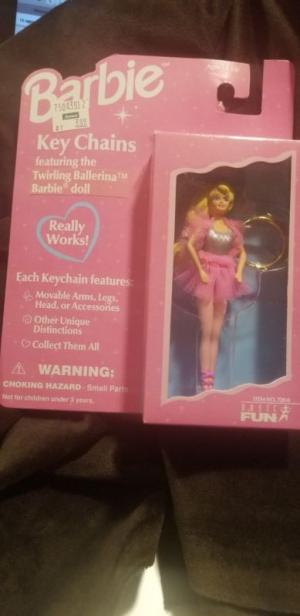 Barbie™
Key Chains
featuring the
Twirling Ballerina™
Barbie® doll
Really
Works!
Each Keychain features:
Movable Arms, Legs,
Head, or Accessories
Other Unique
Distinctions
Collect Them All
WARNING:
CHOKING HAZARD - Small Parts
Not for children under 3 years.
BASIC
FUN